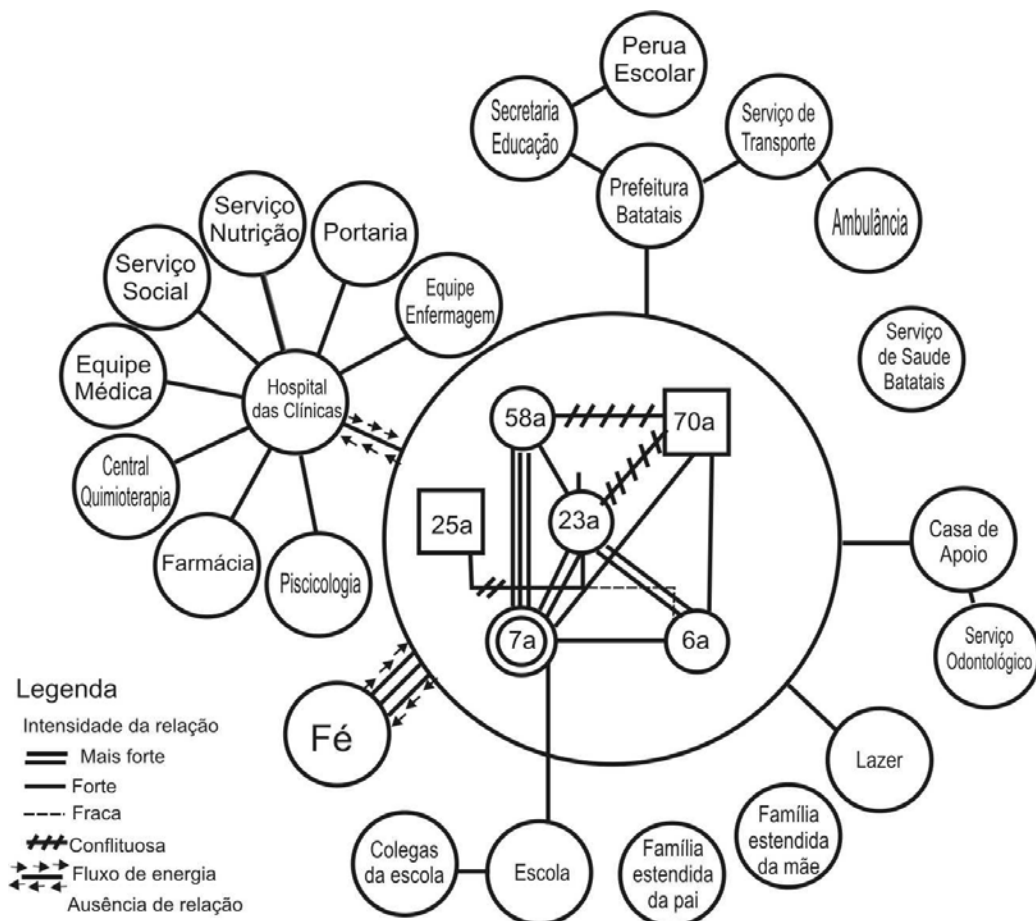 Perua
Escolar
Secretaria
Educação
Serviço de
Transporte
Prefeitura
Batatais
Ambulância
Serviço
de Saude
Batatais
Serviço
Nutrição
Portaria
Serviço
Social
Equipe
Enfermagem
Equipe
Médica
Hospital
das Clínicas
Central
Quimioterapia
Farmácia
Piscicologia
58a
70a
25a
23a
7a
6a
Casa de
Apoio
Serviço
Odontológico
Lazer
Fé
Família
estendida
da mãe
Família
estendida
da pai
Escola
Colegas
da escola
Legenda
Intensidade da relação
Mais forte
Forte
Fraca
Conflituosa
Fluxo de energia
Ausência de relação